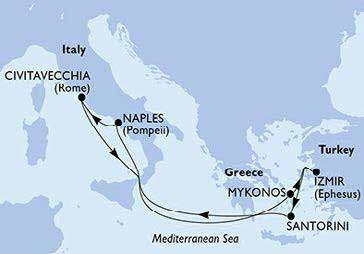 Italy
CIVITAVECCHIA
(Rome)
NAPLES
(Pompeii)
Turkey
Greece
IZMIR
(Ephesus)
MYKONOS
SANTORINI
Mediterranean Sea